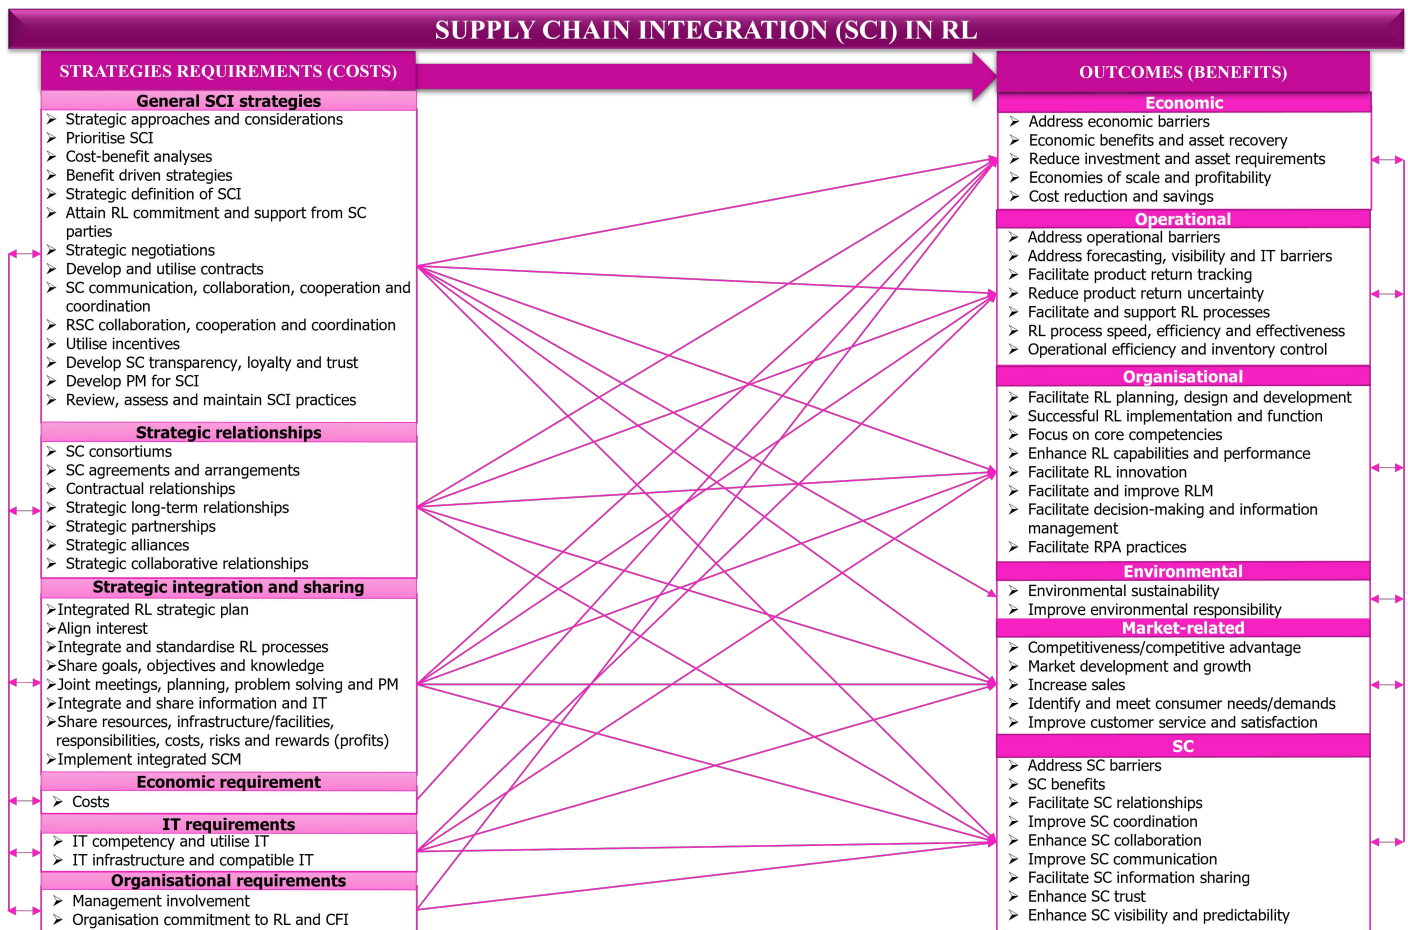 SUPPLY CHAIN INTEGRATION (SCI) IN RL
STRATEGIES REQUIREMENTS (COSTS)
General SCI strategies
➢ Strategic approaches and considerations
➢ Prioritise SCI
➢ Cost-benefit analyses
➢ Benefit driven strategies
➢ Strategic definition of SCI
➢ Attain RL commitment and support from SC
parties
➢ Strategic negotiations
➢ Develop and utilise contracts
➢ SC communication, collaboration, cooperation and
coordination
➢ RSC collaboration, cooperation and coordination
➢ Utilise incentives
➢ Develop SC transparency, loyalty and trust
➢ Develop PM for SCI
➢ Review, assess and maintain SCI practices
Strategic relationships
➢ SC consortiums
➢ SC agreements and arrangements
➢ Contractual relationships
➢ Strategic long-term relationships
➢ Strategic partnerships
➢ Strategic alliances
➢ Strategic collaborative relationships
Strategic integration and sharing
➢Integrated RL strategic plan
➢Align interest
➢Integrate and standardise RL processes
➢Share goals, objectives and knowledge
➢Joint meetings, planning, problem solving and PM
➢Integrate and share information and IT
➢Share resources, infrastructure/facilities,
responsibilities, costs, risks and rewards (profits)
➢Implement integrated SCM
Economic requirement
➢ Costs
IT requirements
➢ IT competency and utilise IT
➢ IT infrastructure and compatible IT
Organisational requirements
➢ Management involvement
➢ Organisation commitment to RL and CFI
OUTCOMES (BENEFITS)
Economic
➢ Address economic barriers
➢ Economic benefits and asset recovery
➢ Reduce investment and asset requirements
➢ Economies of scale and profitability
➢ Cost reduction and savings
Operational
➢ Address operational barriers
➢ Address forecasting, visibility and IT barriers
➢ Facilitate product return tracking
➢ Reduce product return uncertainty
➢ Facilitate and support RL processes
➢ RL process speed, efficiency and effectiveness
➢ Operational efficiency and inventory control
Organisational
➢ Facilitate RL planning, design and development
➢ Successful RL implementation and function
➢ Focus on core competencies
➢ Enhance RL capabilities and performance
➢ Facilitate RL innovation
➢ Facilitate and improve RLM
➢ Facilitate decision-making and information
management
➢ Facilitate RPA practices
Environmental
➢ Environmental sustainability
➢ Improve environmental responsibility
Market-related
➢ Competitiveness/competitive advantage
➢ Market development and growth
➢ Increase sales
➢ Identify and meet consumer needs/demands
➢ Improve customer service and satisfaction
SC
➢ Address SC barriers
➢ SC benefits
➢ Facilitate SC relationships
➢ Improve SC coordination
➢ Enhance SC collaboration
➢ Improve SC communication
➢ Facilitate SC information sharing
➢ Enhance SC trust
➢ Enhance SC visibility and predictability